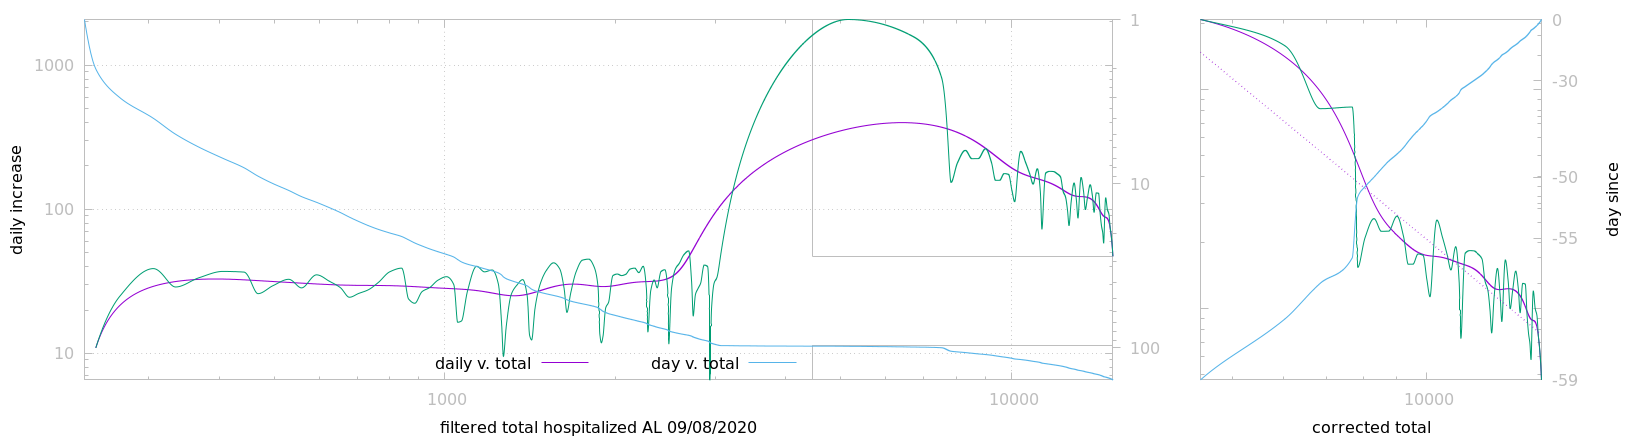 daily increase
1000
100
10
daily v. total
day v. total
1000
10000
filtered total hospitalized AL 09/08/2020
1
10
100
10000
corrected total
0
-30
-50
-55
-59
day since